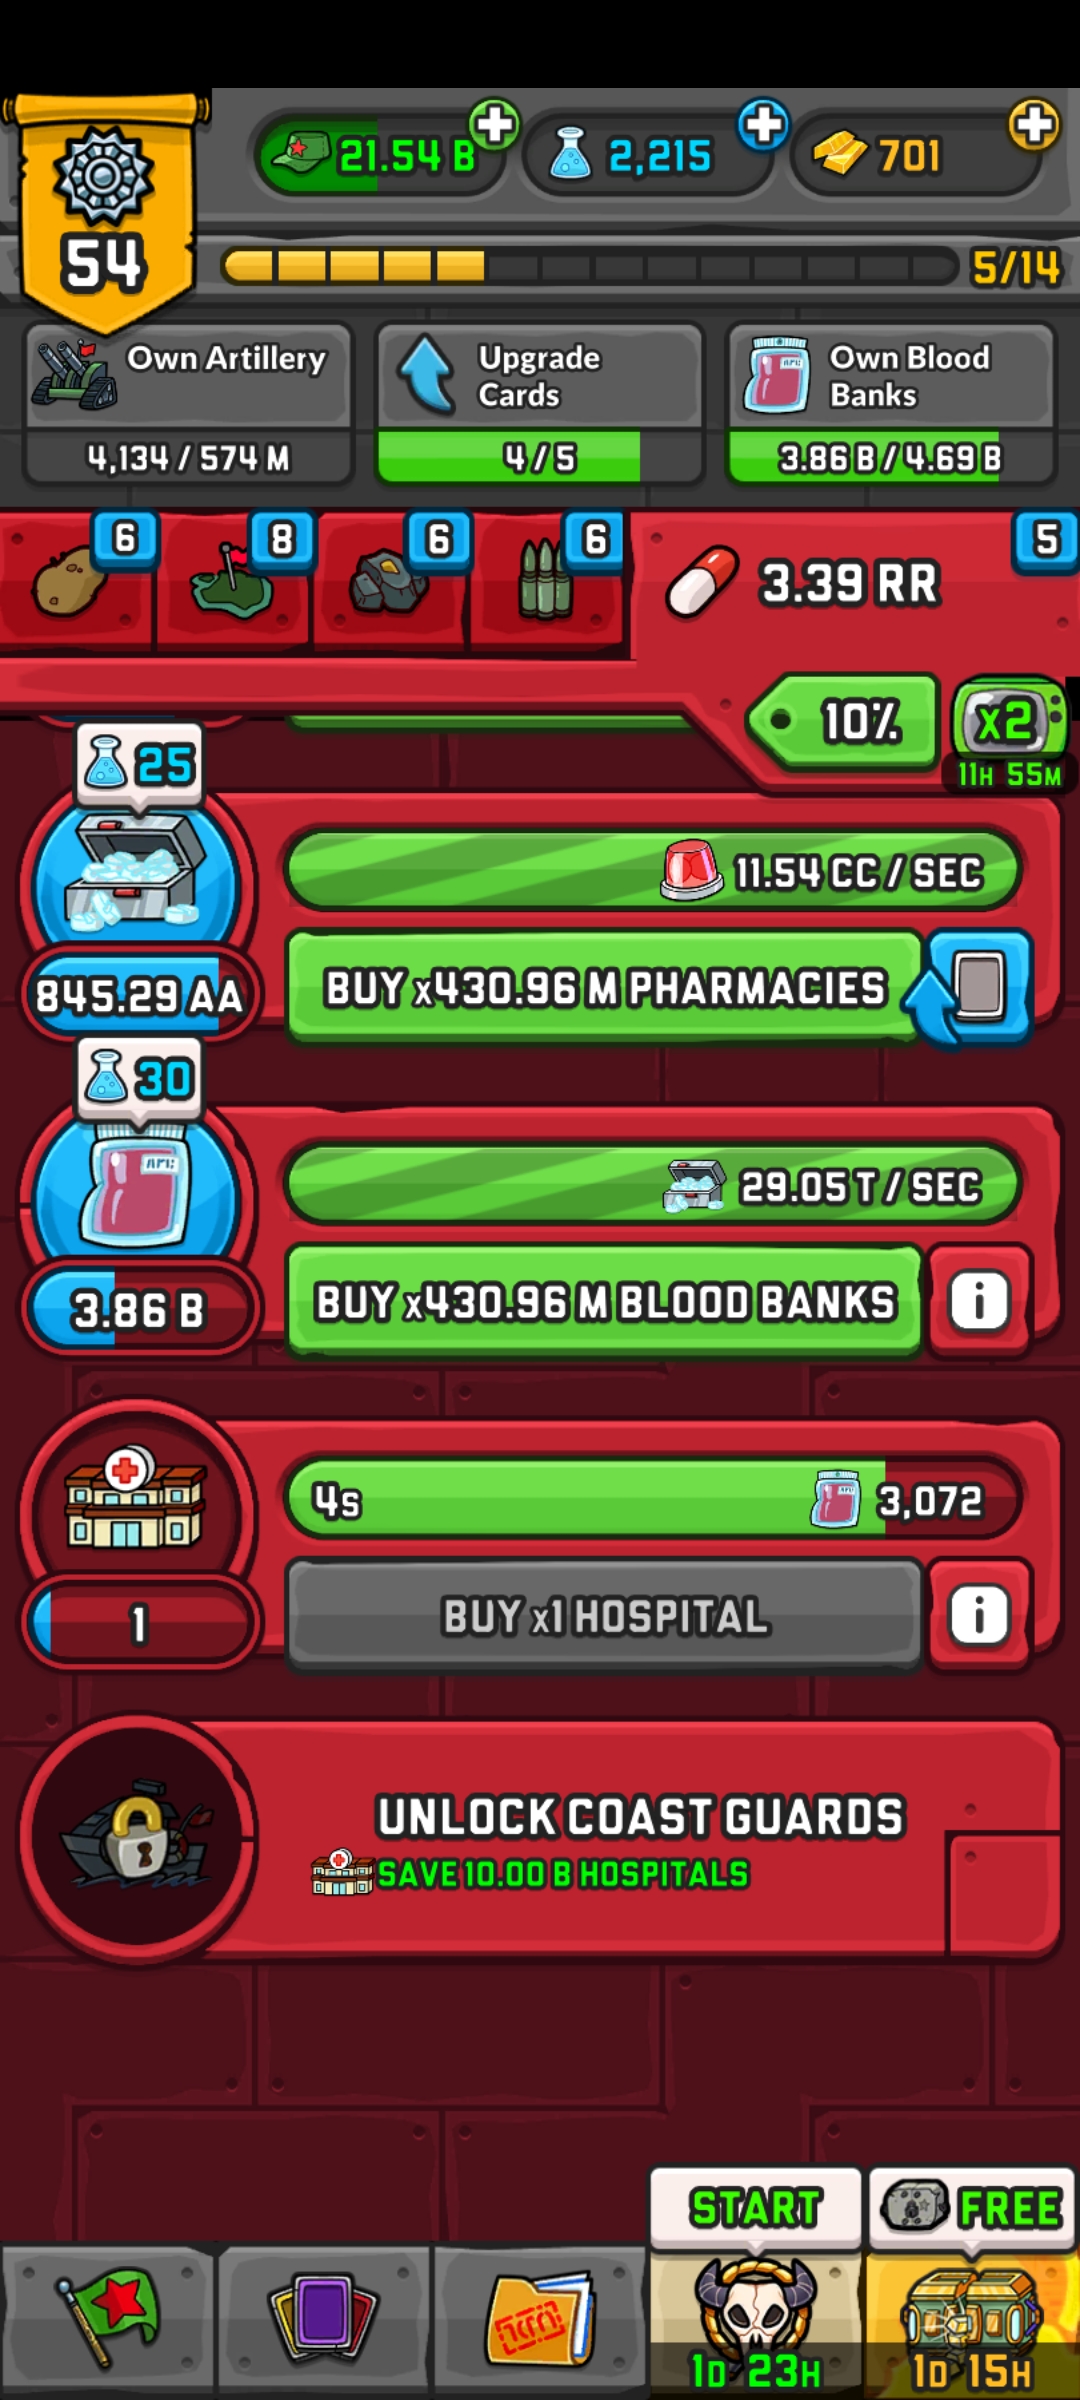 21.54 B
2,215
701
54
5/14
Own Artillery
4,134 / 574 M
Upgrade
Cards
4 / 5
Own Blood
Banks
3.86 B / 4.69 B
6
8
6
6
3.39 RR
5
10%
x2
11H 55M
25
11.54 CC / SEC
845.29 AA
BUY x430.96 M PHARMACIES
30
29.05 T / SEC
3.86 B
BUY x430.96 M BLOOD BANKS
i
4s
3,072
1
BUY x1 HOSPITAL
i
UNLOCK COAST GUARDS
SAVE 10.00 B HOSPITALS
START
FREE
1D 23H
1D 15H